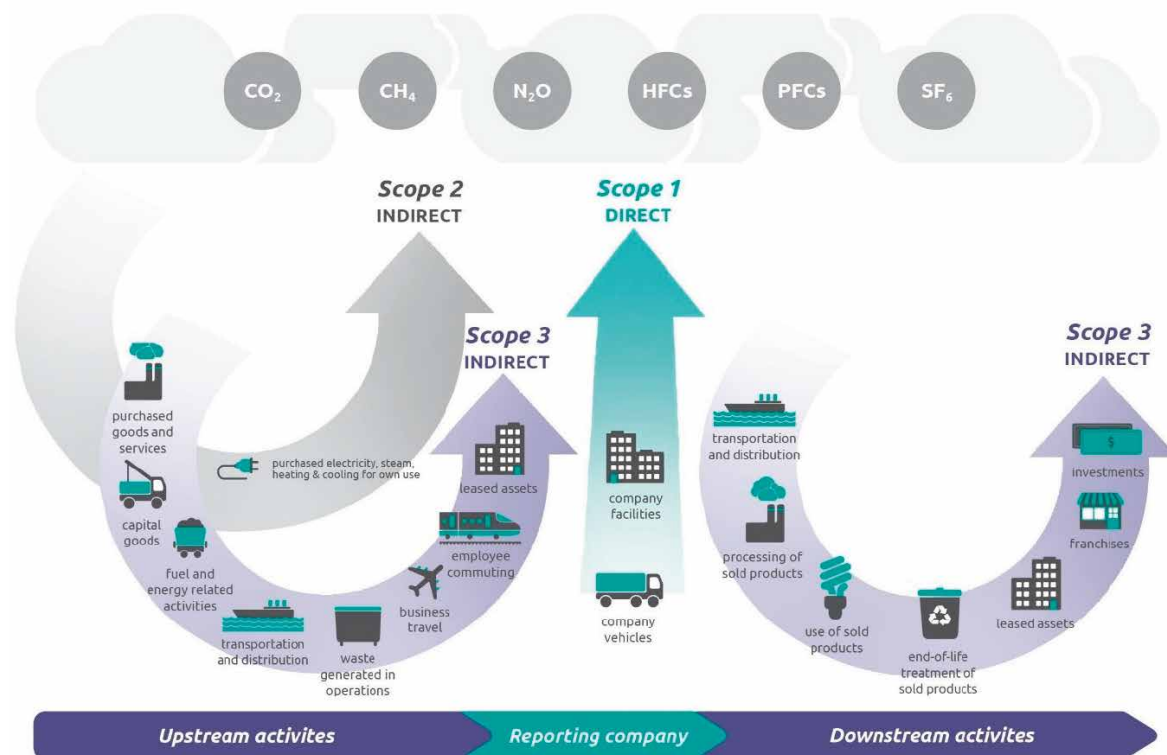 CO₂
CH₄
N₂O
HFCs
PFCs
SF₆
Scope 2
INDIRECT
Scope 1
DIRECT
Scope 3
INDIRECT
Scope 3
INDIRECT
purchased
goods and
services
capital
goods
fuel and
energy related
activities
transportation
and distribution
waste
generated in
operations
business
travel
employee
commuting
leased assets
purchased electricity, steam,
heating & cooling for own use
company
facilities
company
vehicles
transportation
and distribution
processing of
sold products
use of sold
products
end-of-life
treatment of
sold products
leased assets
franchises
$
investments
Upstream activites
Reporting company
Downstream activites